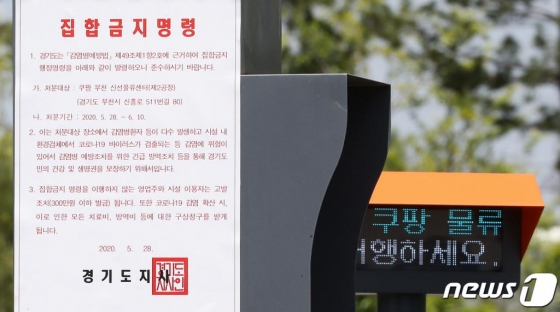 집합금지명령
1. 경기도는 「감염병예방법」 제49조제1항2호에 근거하여 집합금지
행정명령을 아래와 같이 발령하오니 준수하시기 바랍니다.
가. 처분대상 : 쿠팡 부천 신선물류센터(제2공장)
(경기도 부천시 신흥로 511번길 80)
나. 처분기간 : 2020. 5. 28. ~ 6. 10.
2. 이는 처분대상 장소에서 감염병환자 등이 다수 발생하고 시설 내
환경검체에서 코로나19 바이러스가 검출되는 등 감염에 위험이
있어서 감염병 예방조치를 위한 긴급 방역조치 등을 통해 경기도
민의 건강 및 생명권을 보장하기 위해서입니다.
3. 집합금지 명령을 이행하지 않는 영업주와 시설 이용자는 고발
조치(300만원 이하 벌금) 됩니다. 또한 코로나19 감염 확산 시,
이로 인한 모든 치료비, 방역비 등에 대한 구상청구를 받게
됩니다.
2020. 5. 28.
경기도지사
쿠팡 물류
행하세요.
뉴스1
news1